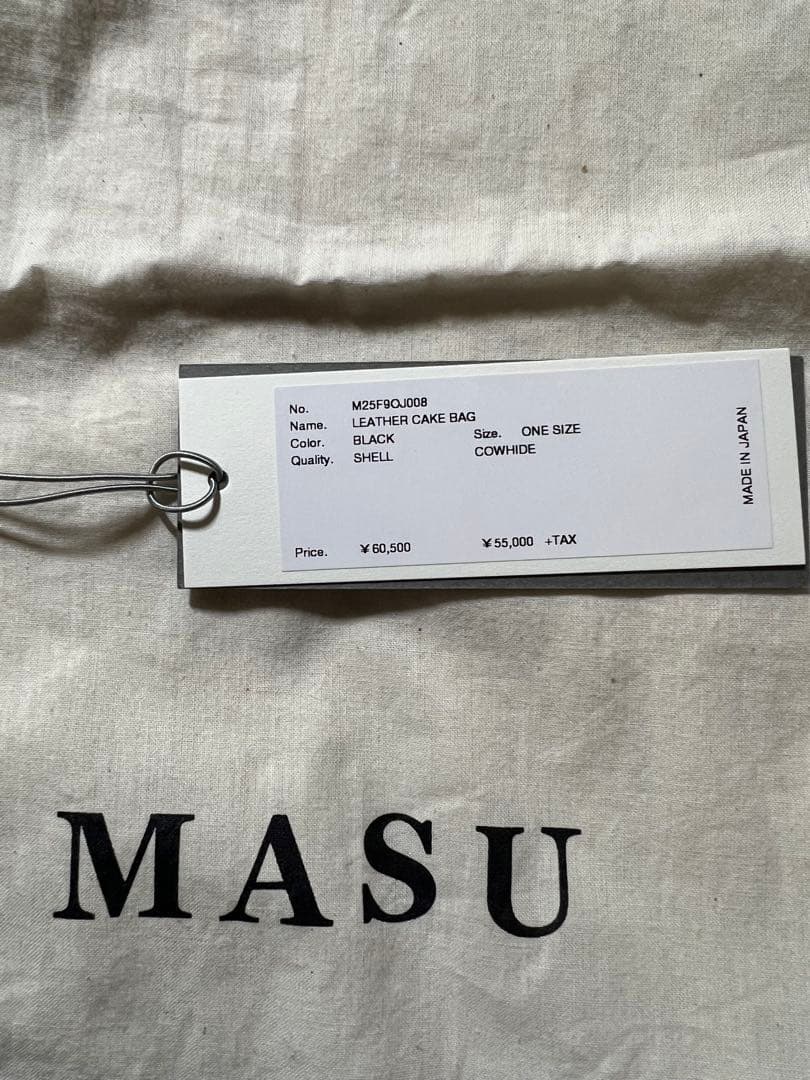 No. M25F9OJ008
Name. LEATHER CAKE BAG
Color. BLACK Size. ONE SIZE
Quality. SHELL COWHIDE
Price. ¥60,500 ¥55,000 +TAX
MADE IN JAPAN
MASU